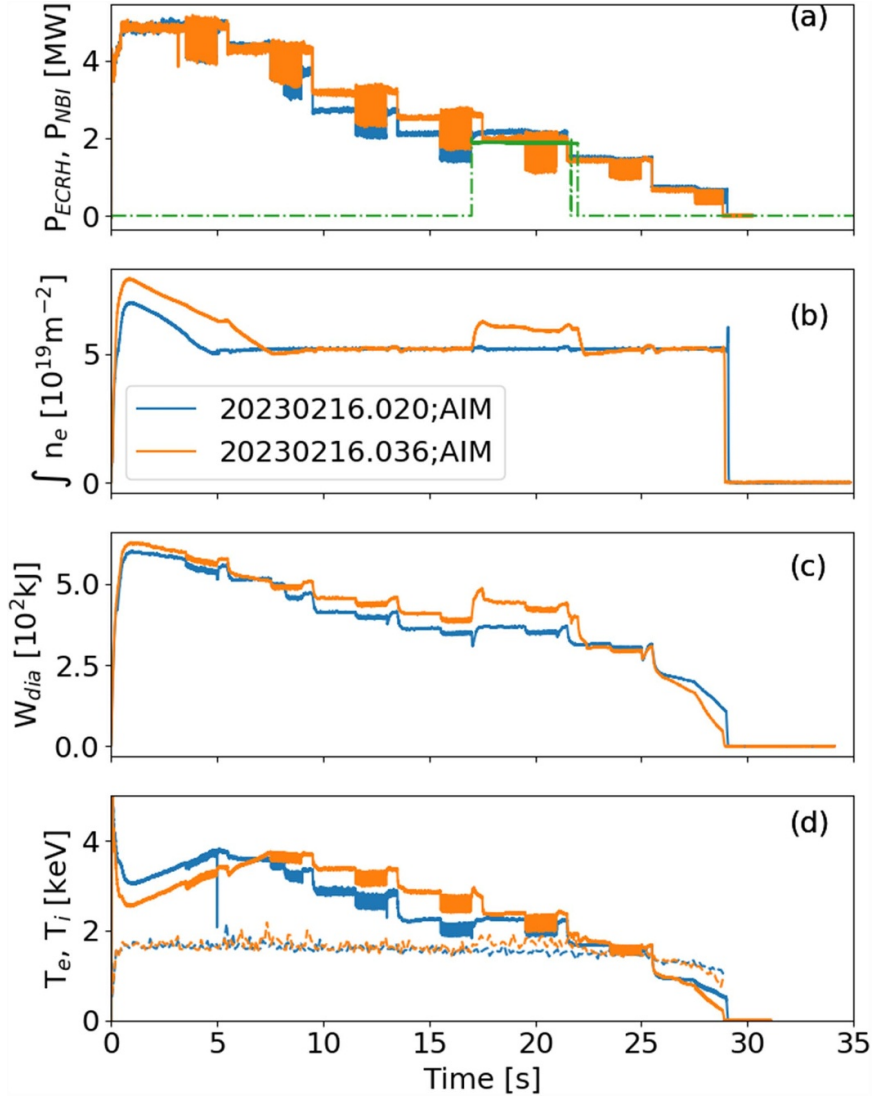 (a)
P_ECRH, P_NBI [MW]
4
2
0
(b)
∫ n_e [10^19 m^−2]
5
0
20230216.020;AIM
20230216.036;AIM
(c)
W_dia [10^2 kJ]
5.0
2.5
0.0
(d)
T_e, T_i [keV]
4
2
0
0 5 10 15 20 25 30 35
Time [s]